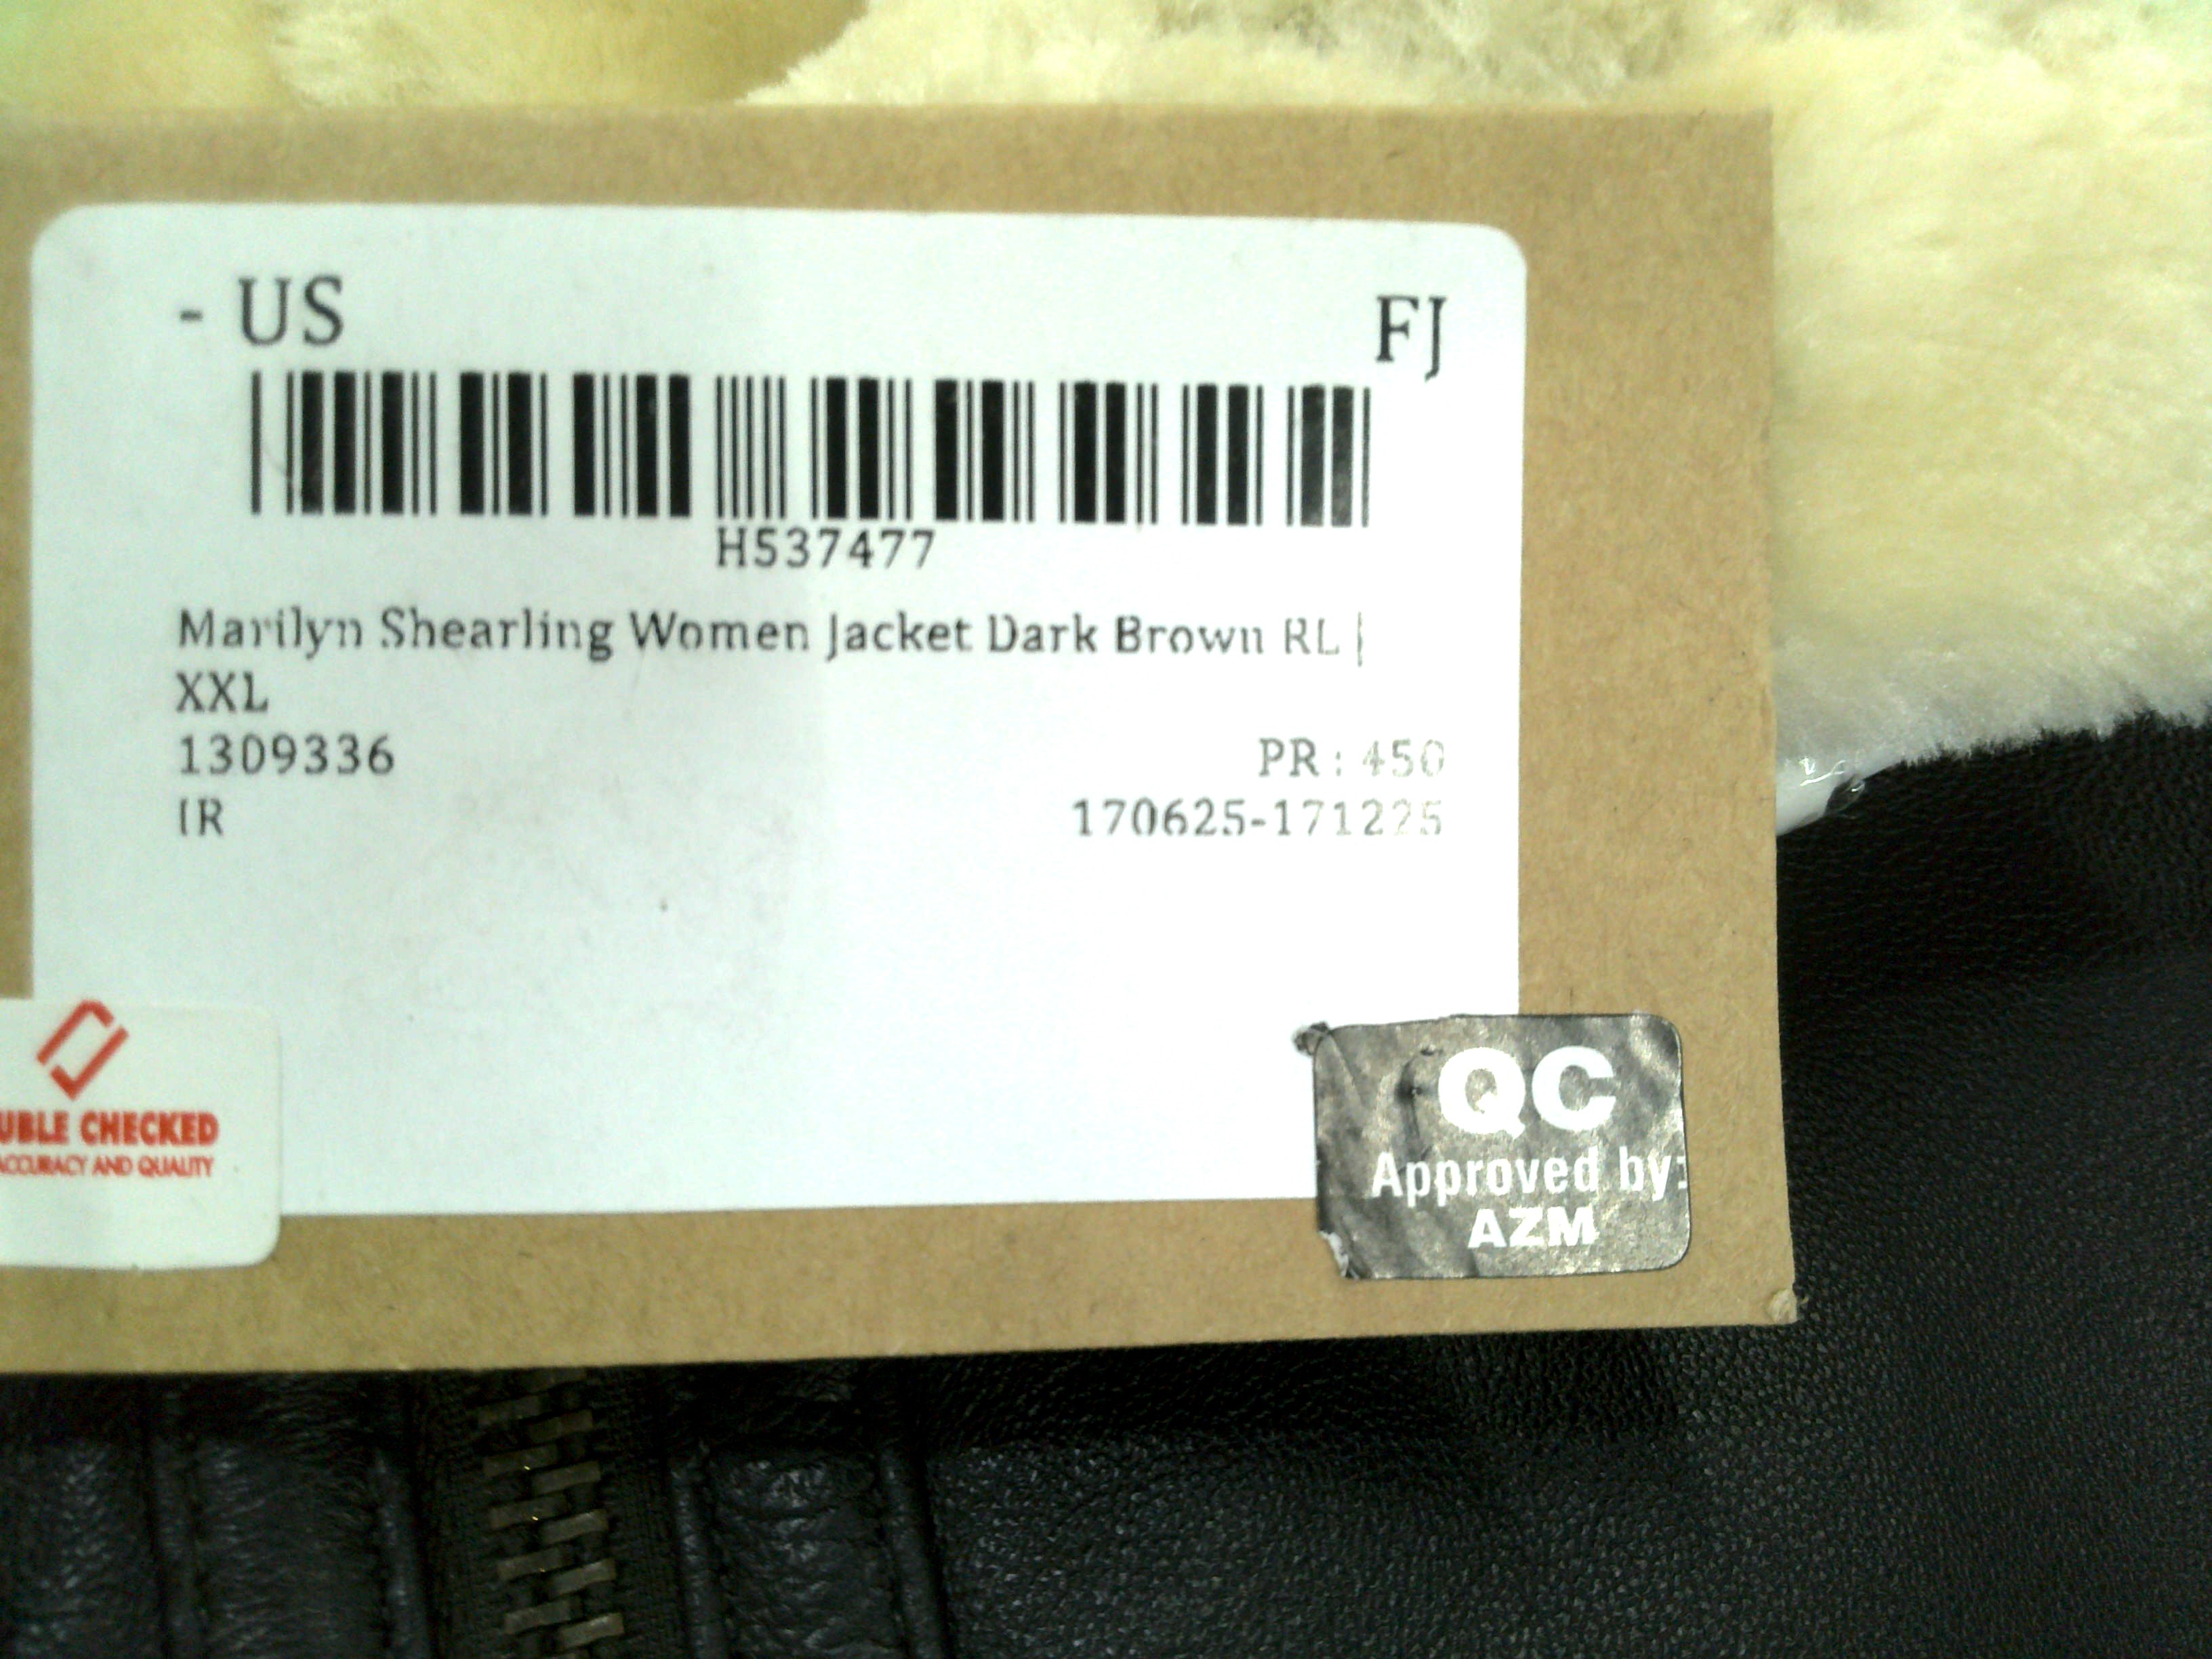 - US FJ
H537477
Marilyn Shearling Women Jacket Dark Brown RL |
XXL
1309336 PR : 450
IR 170625-171225
UBLE CHECKED
ACCURACY AND QUALITY
QC
Approved by:
AZM